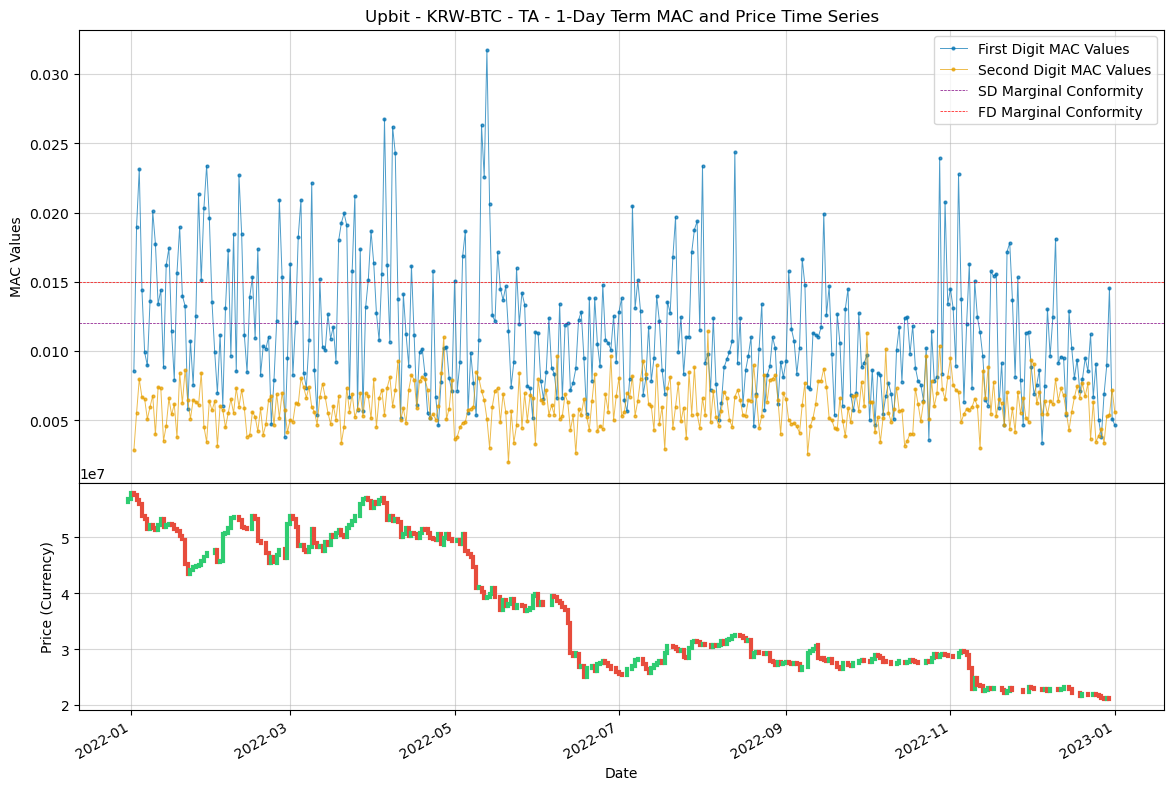 Upbit - KRW-BTC - TA - 1-Day Term MAC and Price Time Series
First Digit MAC Values
Second Digit MAC Values
SD Marginal Conformity
FD Marginal Conformity
MAC Values
0.030
0.025
0.020
0.015
0.010
0.005
1e7
Price (Currency)
5
4
3
2
2022-01
2022-03
2022-05
2022-07
2022-09
2022-11
2023-01
Date